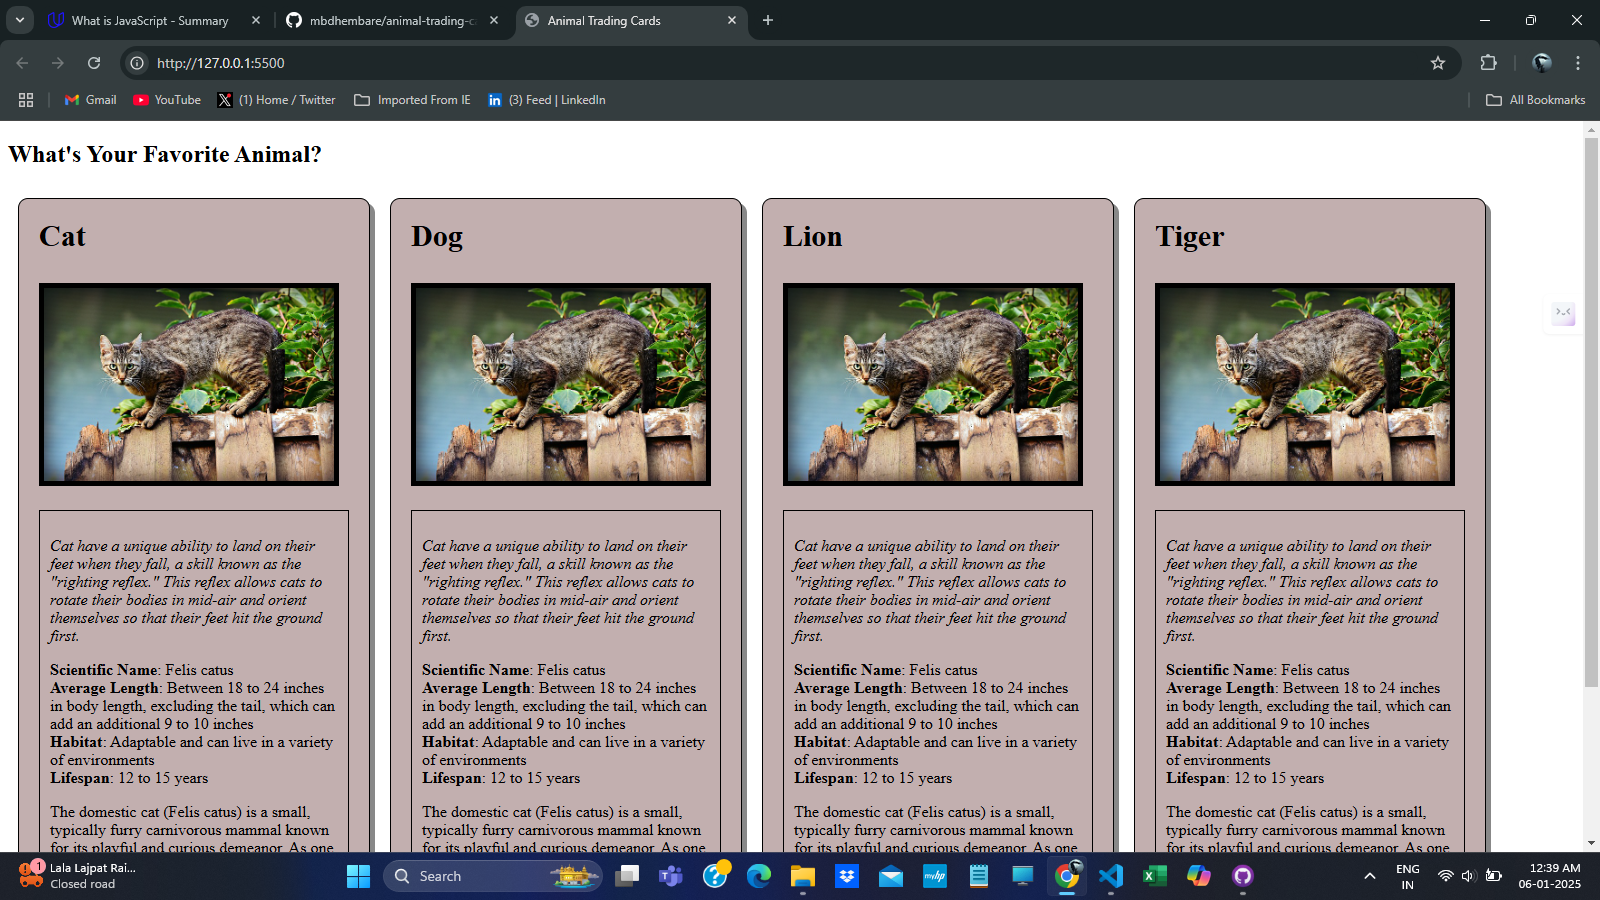 What is JavaScript - Summary
mbdhembare/animal-trading-c
Animal Trading Cards
http://127.0.0.1:5500
Gmail
YouTube
(1) Home / Twitter
Imported From IE
(3) Feed | LinkedIn
All Bookmarks
What's Your Favorite Animal?
Cat
Cat have a unique ability to land on their
feet when they fall, a skill known as the
"righting reflex." This reflex allows cats to
rotate their bodies in mid-air and orient
themselves so that their feet hit the ground
first.
Scientific Name: Felis catus
Average Length: Between 18 to 24 inches
in body length, excluding the tail, which can
add an additional 9 to 10 inches
Habitat: Adaptable and can live in a variety
of environments
Lifespan: 12 to 15 years
The domestic cat (Felis catus) is a small,
typically furry carnivorous mammal known
for its playful and curious demeanor. As one
Dog
Cat have a unique ability to land on their
feet when they fall, a skill known as the
"righting reflex." This reflex allows cats to
rotate their bodies in mid-air and orient
themselves so that their feet hit the ground
first.
Scientific Name: Felis catus
Average Length: Between 18 to 24 inches
in body length, excluding the tail, which can
add an additional 9 to 10 inches
Habitat: Adaptable and can live in a variety
of environments
Lifespan: 12 to 15 years
The domestic cat (Felis catus) is a small,
typically furry carnivorous mammal known
for its playful and curious demeanor. As one
Lion
Cat have a unique ability to land on their
feet when they fall, a skill known as the
"righting reflex." This reflex allows cats to
rotate their bodies in mid-air and orient
themselves so that their feet hit the ground
first.
Scientific Name: Felis catus
Average Length: Between 18 to 24 inches
in body length, excluding the tail, which can
add an additional 9 to 10 inches
Habitat: Adaptable and can live in a variety
of environments
Lifespan: 12 to 15 years
The domestic cat (Felis catus) is a small,
typically furry carnivorous mammal known
for its playful and curious demeanor. As one
Tiger
Cat have a unique ability to land on their
feet when they fall, a skill known as the
"righting reflex." This reflex allows cats to
rotate their bodies in mid-air and orient
themselves so that their feet hit the ground
first.
Scientific Name: Felis catus
Average Length: Between 18 to 24 inches
in body length, excluding the tail, which can
add an additional 9 to 10 inches
Habitat: Adaptable and can live in a variety
of environments
Lifespan: 12 to 15 years
The domestic cat (Felis catus) is a small,
typically furry carnivorous mammal known
for its playful and curious demeanor. As one
1
Lala Lajpat Rai...
Closed road
Search
myhp
ENG
IN
12:39 AM
06-01-2025